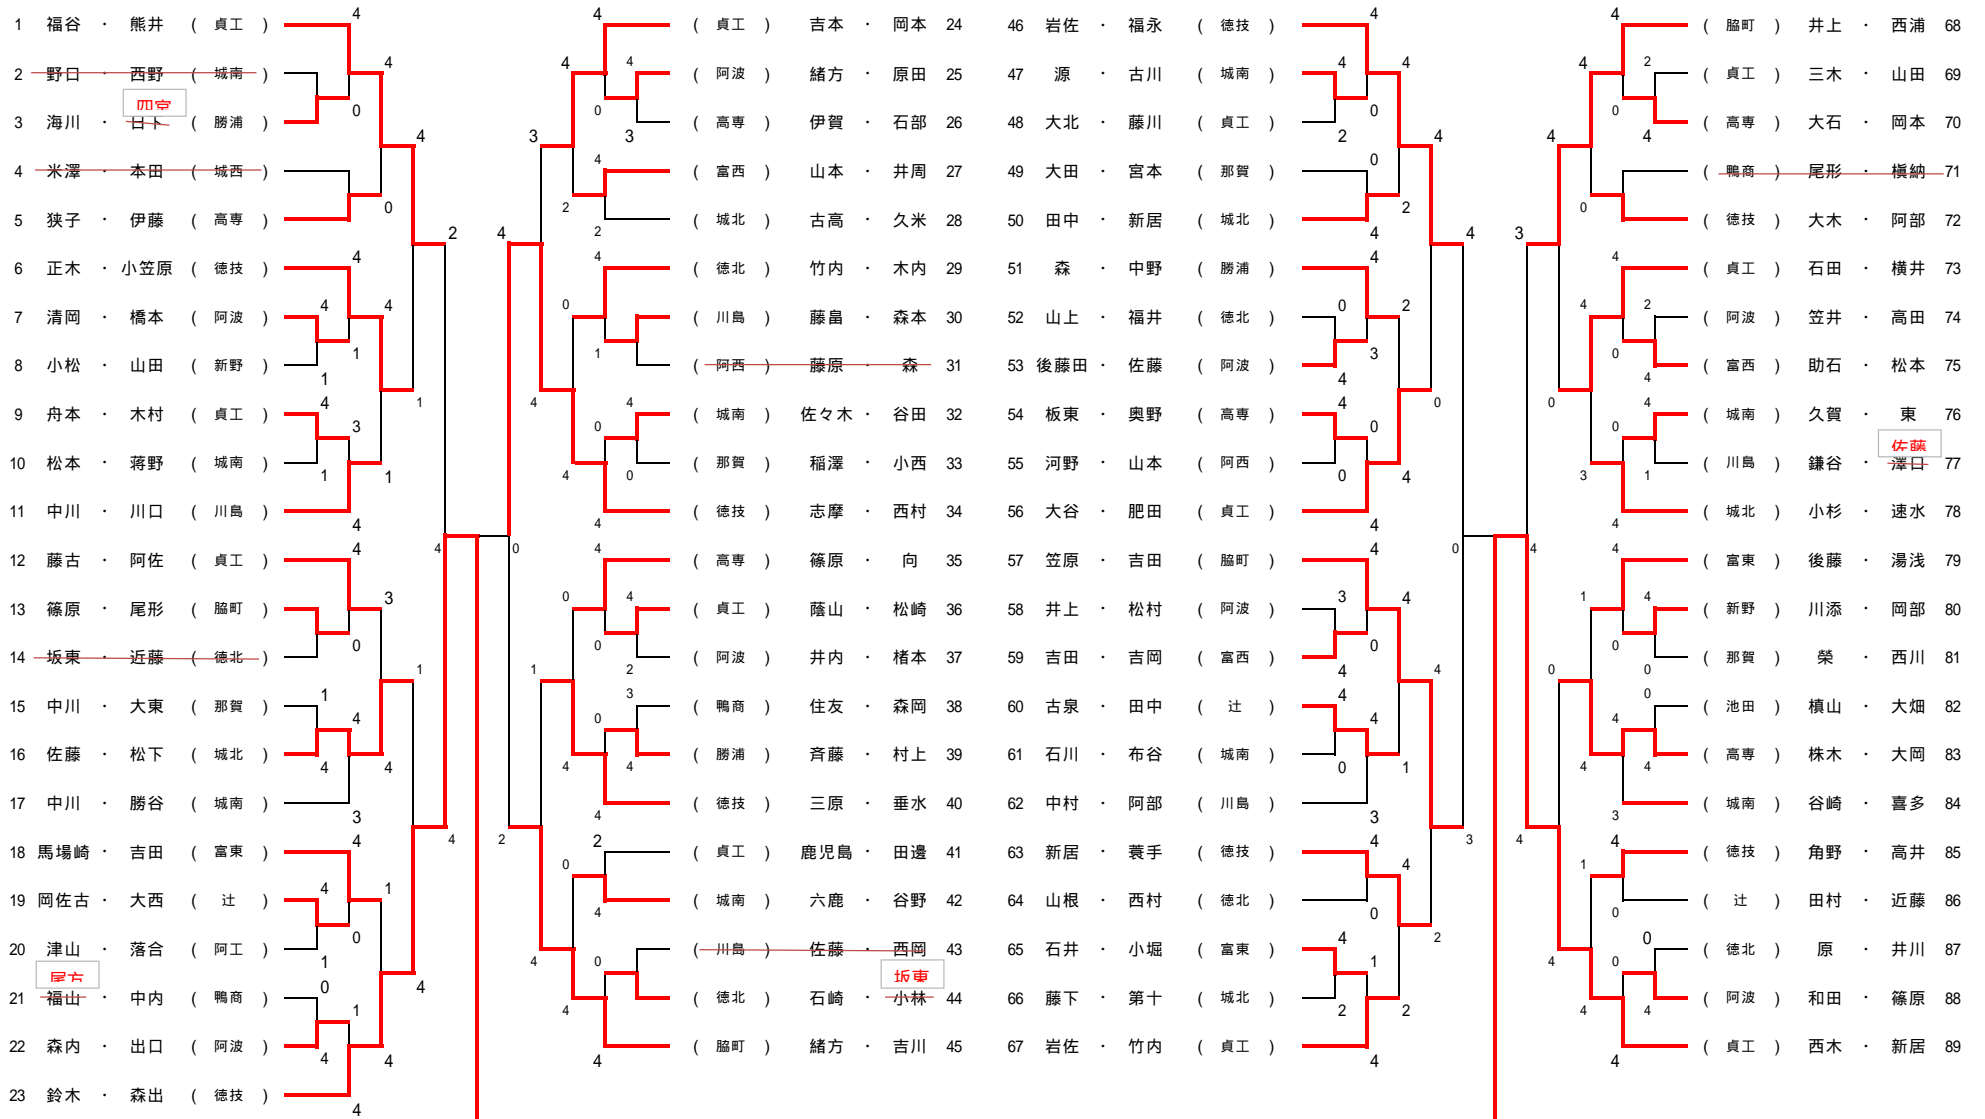 1 福谷 ・ 熊井 ( 貞工 )
2 野口 ・ 西野 ( 城南 )
四宮
3 海川 ・ 日下 ( 勝浦 )
4 米澤 ・ 本田 ( 城西 )
5 狭子 ・ 伊藤 ( 高専 )
6 正木 ・ 小笠原 ( 徳技 )
7 清岡 ・ 橋本 ( 阿波 )
8 小松 ・ 山田 ( 新野 )
9 舟本 ・ 木村 ( 貞工 )
10 松本 ・ 蒋野 ( 城南 )
11 中川 ・ 川口 ( 川島 )
12 藤古 ・ 阿佐 ( 貞工 )
13 篠原 ・ 尾形 ( 脇町 )
14 坂東 ・ 近藤 ( 徳北 )
15 中川 ・ 大東 ( 那賀 )
16 佐藤 ・ 松下 ( 城北 )
17 中川 ・ 勝谷 ( 城南 )
18 馬場崎 ・ 吉田 ( 富東 )
19 岡佐古 ・ 大西 ( 辻 )
20 津山 ・ 落合 ( 阿工 )
尾方
21 福山 ・ 中内 ( 鴨商 )
22 森内 ・ 出口 ( 阿波 )
23 鈴木 ・ 森出 ( 徳技 )
( 貞工 ) 吉本 ・ 岡本 24
( 阿波 ) 緒方 ・ 原田 25
( 高専 ) 伊賀 ・ 石部 26
( 富西 ) 山本 ・ 井周 27
( 城北 ) 古高 ・ 久米 28
( 徳北 ) 竹内 ・ 木内 29
( 川島 ) 藤畠 ・ 森本 30
( 阿西 ) 藤原 ・ 森 31
( 城南 ) 佐々木 ・ 谷田 32
( 那賀 ) 稲澤 ・ 小西 33
( 徳技 ) 志摩 ・ 西村 34
( 高専 ) 篠原 ・ 向 35
( 貞工 ) 蔭山 ・ 松崎 36
( 阿波 ) 井内 ・ 楮本 37
( 鴨商 ) 住友 ・ 森岡 38
( 勝浦 ) 斉藤 ・ 村上 39
( 徳技 ) 三原 ・ 垂水 40
( 貞工 ) 鹿児島 ・ 田邊 41
( 城南 ) 六鹿 ・ 谷野 42
( 川島 ) 佐藤 ・ 西岡 43
坂東
( 徳北 ) 石崎 ・ 小林 44
( 脇町 ) 緒方 ・ 吉川 45
46 岩佐 ・ 福永 ( 徳技 )
47 源 ・ 古川 ( 城南 )
48 大北 ・ 藤川 ( 貞工 )
49 大田 ・ 宮本 ( 那賀 )
50 田中 ・ 新居 ( 城北 )
51 森 ・ 中野 ( 勝浦 )
52 山上 ・ 福井 ( 徳北 )
53 後藤田 ・ 佐藤 ( 阿波 )
54 板東 ・ 奥野 ( 高専 )
55 河野 ・ 山本 ( 阿西 )
56 大谷 ・ 肥田 ( 貞工 )
57 笠原 ・ 吉田 ( 脇町 )
58 井上 ・ 松村 ( 阿波 )
59 吉田 ・ 吉岡 ( 富西 )
60 古泉 ・ 田中 ( 辻 )
61 石川 ・ 布谷 ( 城南 )
62 中村 ・ 阿部 ( 川島 )
63 新居 ・ 蓑手 ( 徳技 )
64 山根 ・ 西村 ( 徳北 )
65 石井 ・ 小堀 ( 富東 )
66 藤下 ・ 第十 ( 城北 )
67 岩佐 ・ 竹内 ( 貞工 )
( 脇町 ) 井上 ・ 西浦 68
( 貞工 ) 三木 ・ 山田 69
( 高専 ) 大石 ・ 岡本 70
( 鴨商 ) 尾形 ・ 槇納 71
( 徳技 ) 大木 ・ 阿部 72
( 貞工 ) 石田 ・ 横井 73
( 阿波 ) 笠井 ・ 高田 74
( 富西 ) 助石 ・ 松本 75
( 城南 ) 久賀 ・ 東 76
佐藤
( 川島 ) 鎌谷 ・ 澤口 77
( 城北 ) 小杉 ・ 速水 78
( 富東 ) 後藤 ・ 湯浅 79
( 新野 ) 川添 ・ 岡部 80
( 那賀 ) 榮 ・ 西川 81
( 池田 ) 槙山 ・ 大畑 82
( 高専 ) 株木 ・ 大岡 83
( 城南 ) 谷崎 ・ 喜多 84
( 徳技 ) 角野 ・ 高井 85
( 辻 ) 田村 ・ 近藤 86
( 徳北 ) 原 ・ 井川 87
( 阿波 ) 和田 ・ 篠原 88
( 貞工 ) 西木 ・ 新居 89